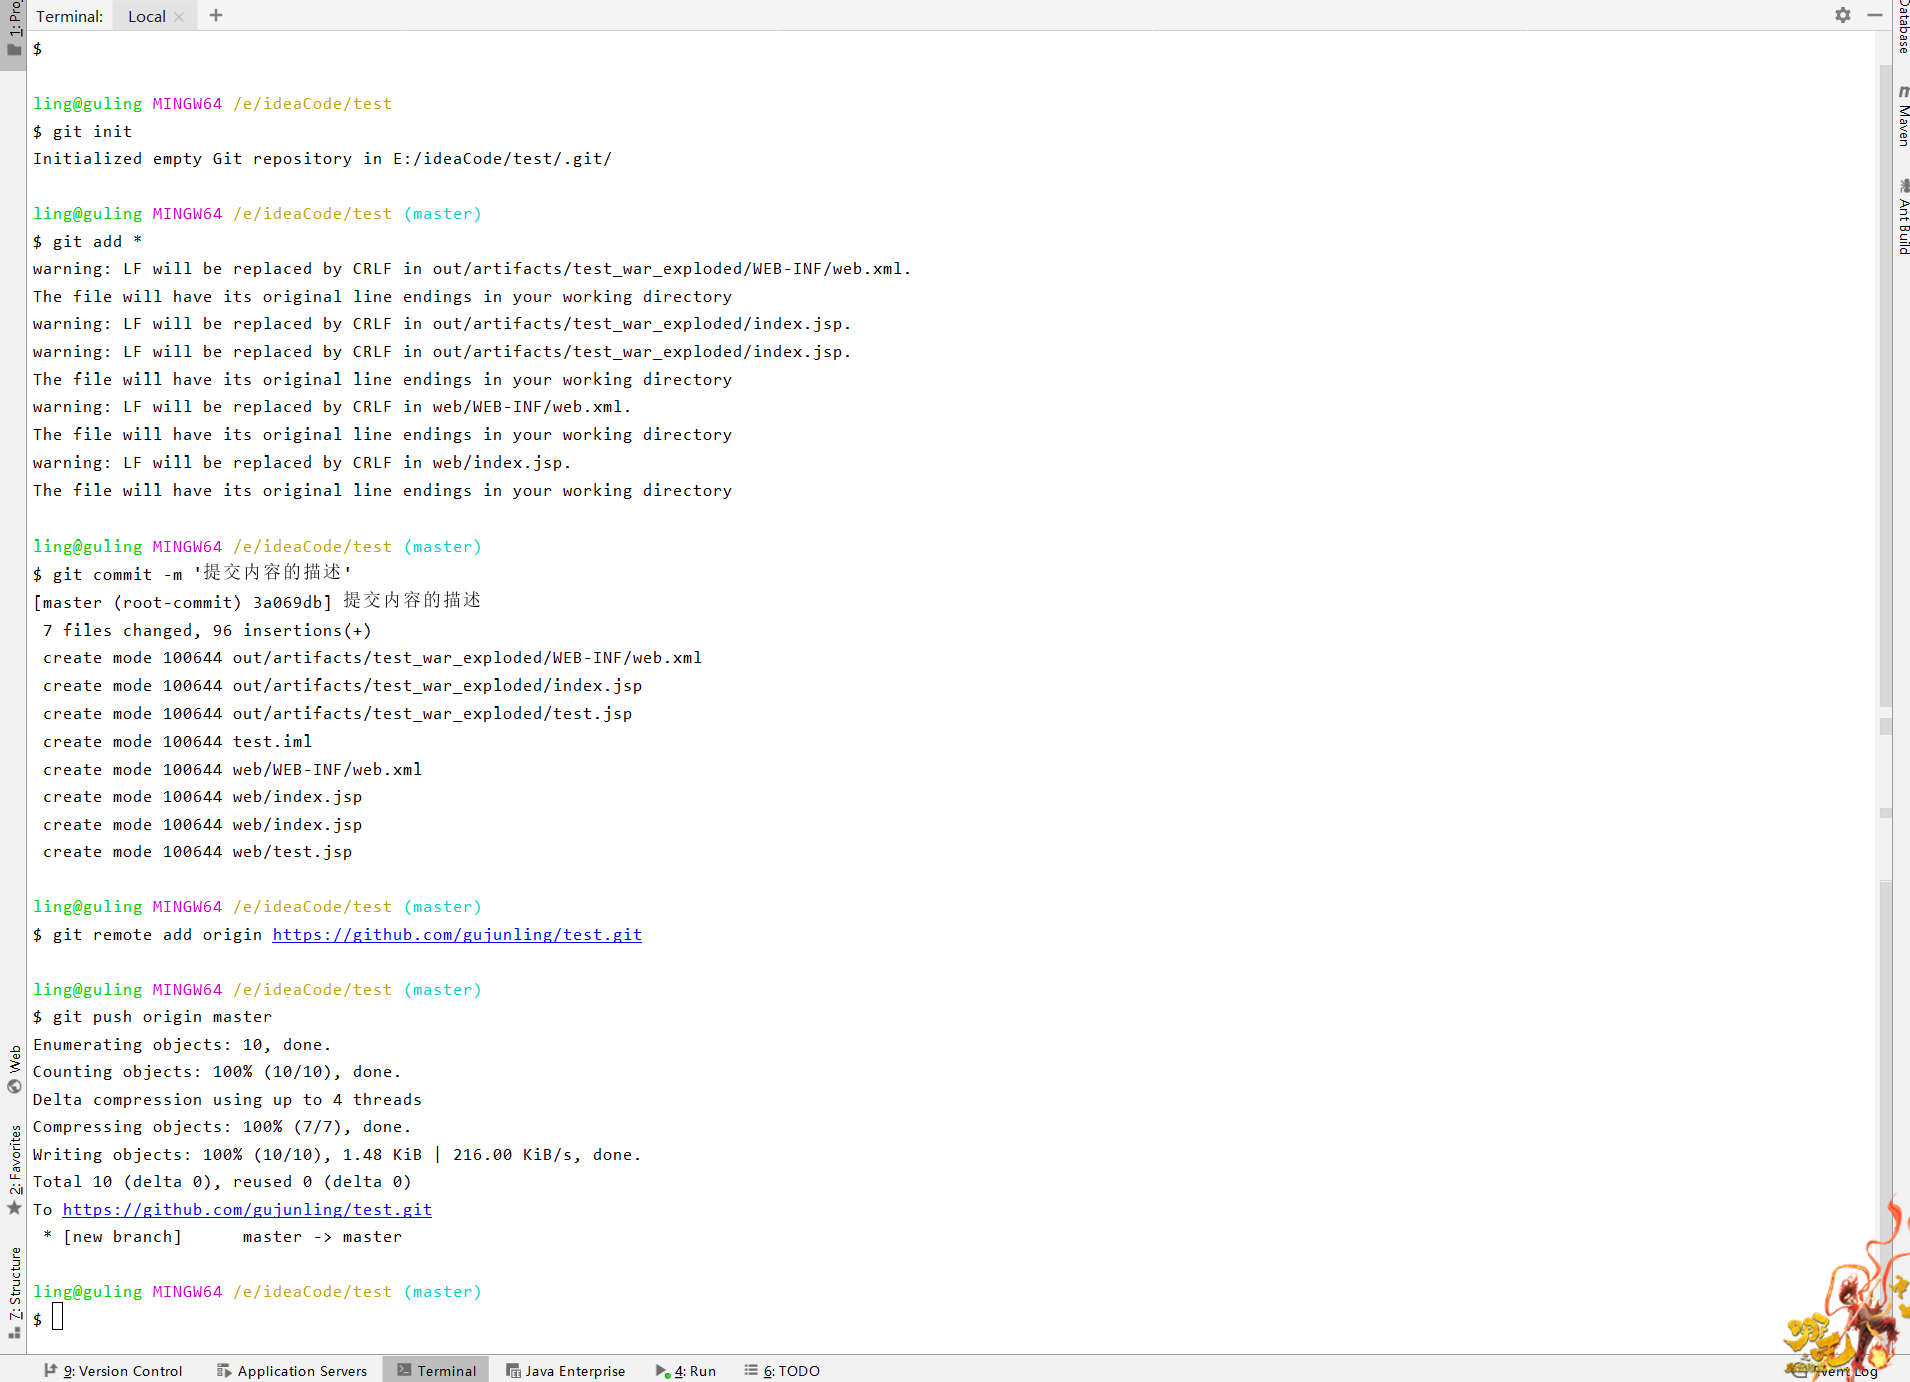 Terminal: Local
$
ling@guling MINGW64 /e/ideaCode/test
$ git init
Initialized empty Git repository in E:/ideaCode/test/.git/
ling@guling MINGW64 /e/ideaCode/test (master)
$ git add *
warning: LF will be replaced by CRLF in out/artifacts/test_war_exploded/WEB-INF/web.xml.
The file will have its original line endings in your working directory
warning: LF will be replaced by CRLF in out/artifacts/test_war_exploded/index.jsp.
warning: LF will be replaced by CRLF in out/artifacts/test_war_exploded/index.jsp.
The file will have its original line endings in your working directory
warning: LF will be replaced by CRLF in web/WEB-INF/web.xml.
The file will have its original line endings in your working directory
warning: LF will be replaced by CRLF in web/index.jsp.
The file will have its original line endings in your working directory
ling@guling MINGW64 /e/ideaCode/test (master)
$ git commit -m '提交内容的描述'
[master (root-commit) 3a069db] 提交内容的描述
7 files changed, 96 insertions(+)
create mode 100644 out/artifacts/test_war_exploded/WEB-INF/web.xml
create mode 100644 out/artifacts/test_war_exploded/index.jsp
create mode 100644 out/artifacts/test_war_exploded/test.jsp
create mode 100644 test.iml
create mode 100644 web/WEB-INF/web.xml
create mode 100644 web/index.jsp
create mode 100644 web/index.jsp
create mode 100644 web/test.jsp
ling@guling MINGW64 /e/ideaCode/test (master)
$ git remote add origin https://github.com/gujunling/test.git
ling@guling MINGW64 /e/ideaCode/test (master)
$ git push origin master
Enumerating objects: 10, done.
Counting objects: 100% (10/10), done.
Delta compression using up to 4 threads
Compressing objects: 100% (7/7), done.
Writing objects: 100% (10/10), 1.48 KiB | 216.00 KiB/s, done.
Total 10 (delta 0), reused 0 (delta 0)
To https://github.com/gujunling/test.git
* [new branch]      master -> master
ling@guling MINGW64 /e/ideaCode/test (master)
$
Web
2: Favorites
7: Structure
Database
Maven
Ant Build
9: Version Control Application Servers Terminal Java Enterprise 4: Run 6: TODO
Log